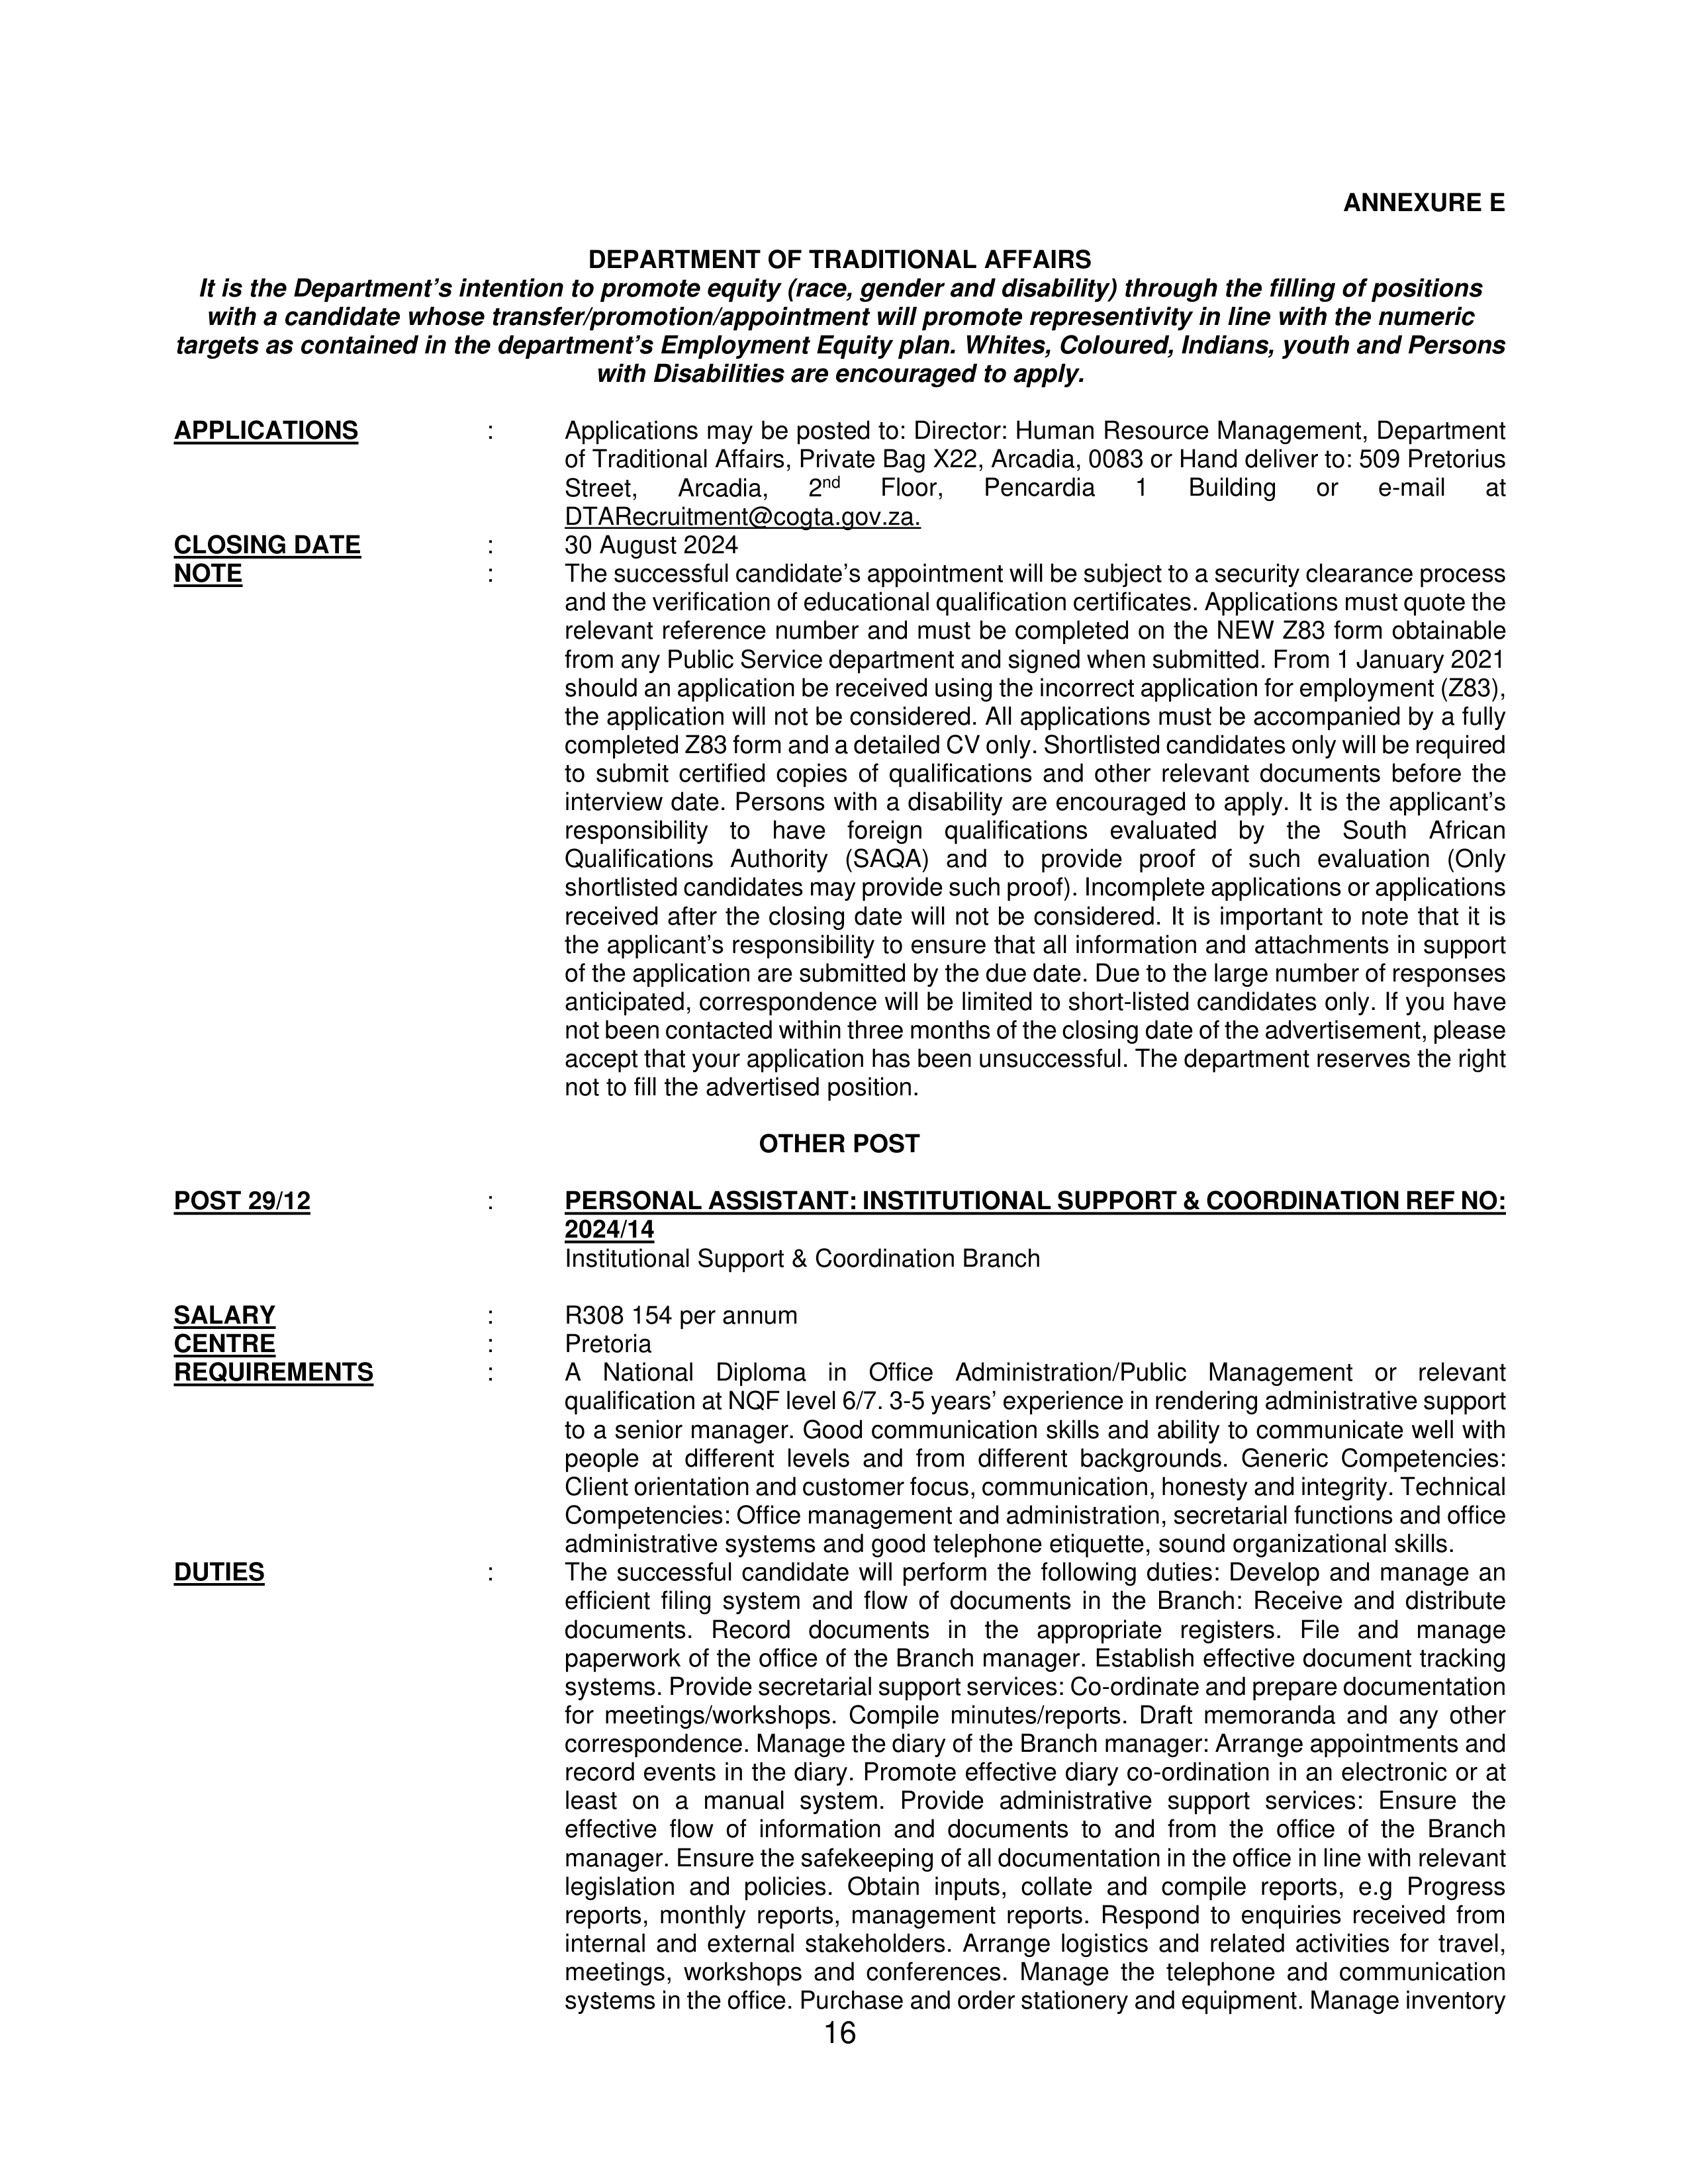 ANNEXURE E
DEPARTMENT OF TRADITIONAL AFFAIRS
It is the Department's intention to promote equity (race, gender and disability) through the filling of positions
with a candidate whose transfer/promotion/appointment will promote representivity in line with the numeric
targets as contained in the department's Employment Equity plan. Whites, Coloured, Indians, youth and Persons
with Disabilities are encouraged to apply.
APPLICATIONS : Applications may be posted to: Director: Human Resource Management, Department
of Traditional Affairs, Private Bag X22, Arcadia, 0083 or Hand deliver to: 509 Pretorius
Street, Arcadia, 2nd Floor, Pencardia 1 Building or e-mail at
DTARecruitment@cogta.gov.za.
CLOSING DATE : 30 August 2024
NOTE : The successful candidate's appointment will be subject to a security clearance process
and the verification of educational qualification certificates. Applications must quote the
relevant reference number and must be completed on the NEW Z83 form obtainable
from any Public Service department and signed when submitted. From 1 January 2021
should an application be received using the incorrect application for employment (Z83),
the application will not be considered. All applications must be accompanied by a fully
completed Z83 form and a detailed CV only. Shortlisted candidates only will be required
to submit certified copies of qualifications and other relevant documents before the
interview date. Persons with a disability are encouraged to apply. It is the applicant's
responsibility to have foreign qualifications evaluated by the South African
Qualifications Authority (SAQA) and to provide proof of such evaluation (Only
shortlisted candidates may provide such proof). Incomplete applications or applications
received after the closing date will not be considered. It is important to note that it is
the applicant's responsibility to ensure that all information and attachments in support
of the application are submitted by the due date. Due to the large number of responses
anticipated, correspondence will be limited to short-listed candidates only. If you have
not been contacted within three months of the closing date of the advertisement, please
accept that your application has been unsuccessful. The department reserves the right
not to fill the advertised position.
OTHER POST
POST 29/12 : PERSONAL ASSISTANT: INSTITUTIONAL SUPPORT & COORDINATION REF NO:
2024/14
Institutional Support & Coordination Branch
SALARY : R308 154 per annum
CENTRE : Pretoria
REQUIREMENTS : A National Diploma in Office Administration/Public Management or relevant
qualification at NQF level 6/7. 3-5 years' experience in rendering administrative support
to a senior manager. Good communication skills and ability to communicate well with
people at different levels and from different backgrounds. Generic Competencies:
Client orientation and customer focus, communication, honesty and integrity. Technical
Competencies: Office management and administration, secretarial functions and office
administrative systems and good telephone etiquette, sound organizational skills.
DUTIES : The successful candidate will perform the following duties: Develop and manage an
efficient filing system and flow of documents in the Branch: Receive and distribute
documents. Record documents in the appropriate registers. File and manage
paperwork of the office of the Branch manager. Establish effective document tracking
systems. Provide secretarial support services: Co-ordinate and prepare documentation
for meetings/workshops. Compile minutes/reports. Draft memoranda and any other
correspondence. Manage the diary of the Branch manager: Arrange appointments and
record events in the diary. Promote effective diary co-ordination in an electronic or at
least on a manual system. Provide administrative support services: Ensure the
effective flow of information and documents to and from the office of the Branch
manager. Ensure the safekeeping of all documentation in the office in line with relevant
legislation and policies. Obtain inputs, collate and compile reports, e.g Progress
reports, monthly reports, management reports. Respond to enquiries received from
internal and external stakeholders. Arrange logistics and related activities for travel,
meetings, workshops and conferences. Manage the telephone and communication
systems in the office. Purchase and order stationery and equipment. Manage inventory
16